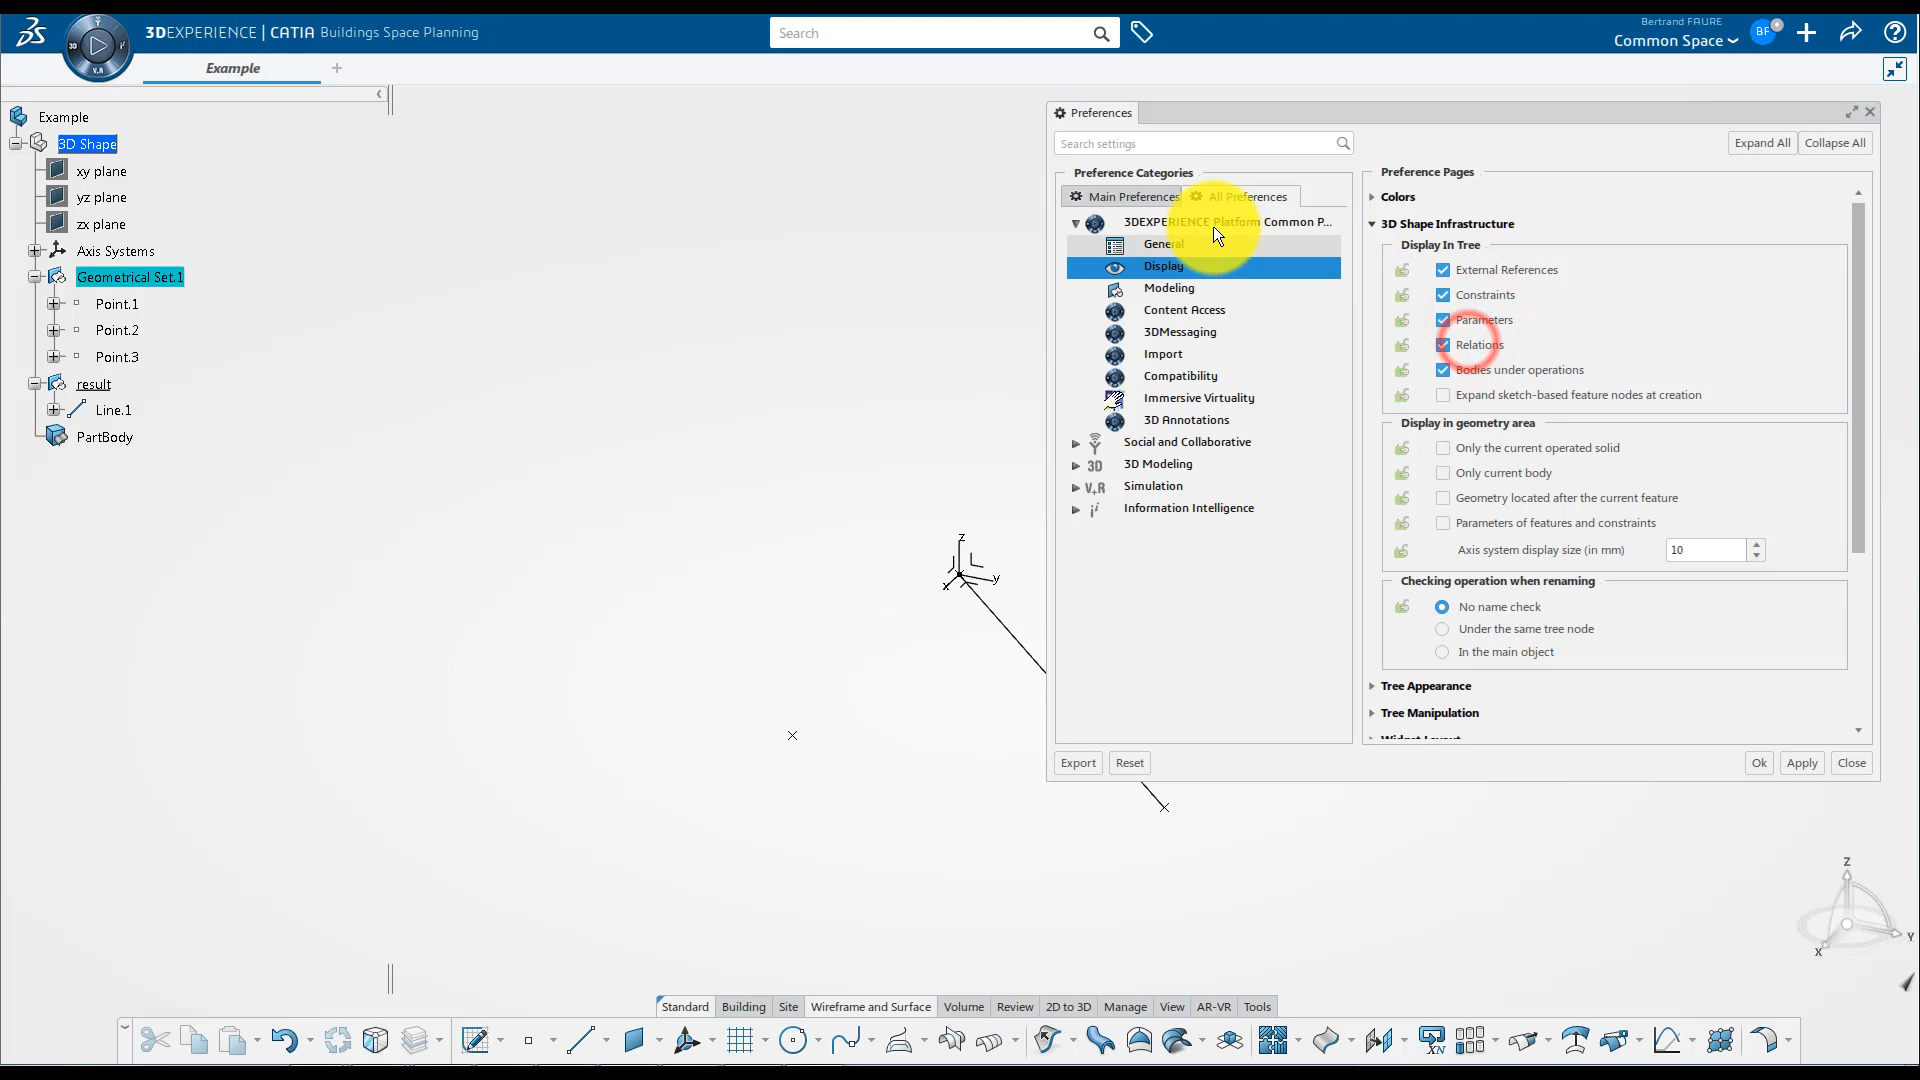 3DEXPERIENCE | CATIA Buildings Space Planning
Search
Bertrand FAURE
Common Space
BF
3D
V.R
Example
Example
3D Shape
xy plane
yz plane
zx plane
Axis Systems
Geometrical Set.1
Point.1
Point.2
Point.3
result
Line.1
PartBody
Preferences
Search settings
Expand All
Collapse All
Preference Categories
Main Preferences
All Preferences
3DEXPERIENCE Platform Common P...
General
Display
Modeling
Content Access
3DMessaging
Import
Compatibility
Immersive Virtuality
3D Annotations
Social and Collaborative
3D 3D Modeling
V+R Simulation
Information Intelligence
Export
Reset
Preference Pages
Colors
3D Shape Infrastructure
Display In Tree
External References
Constraints
Parameters
Relations
Bodies under operations
Expand sketch-based feature nodes at creation
Display in geometry area
Only the current operated solid
Only current body
Geometry located after the current feature
Parameters of features and constraints
Axis system display size (in mm) 10
Checking operation when renaming
No name check
Under the same tree node
In the main object
Tree Appearance
Tree Manipulation
Ok
Apply
Close
z
y
x
Z
Y
X
Standard
Building
Site
Wireframe and Surface
Volume
Review
2D to 3D
Manage
View
AR-VR
Tools
XN